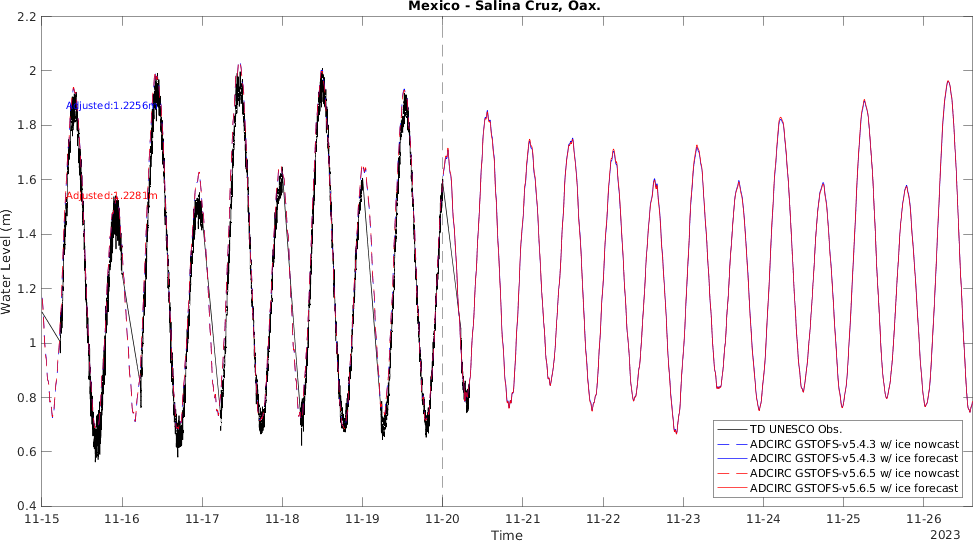 Mexico - Salina Cruz, Oax.
2.2
2
1.8
1.6
1.4
1.2
1
0.8
0.6
0.4
Water Level (m)
Adjusted:1.2256m
Adjusted:1.2281m
TD UNESCO Obs.
ADCIRC GSTOFS-v5.4.3 w/ ice nowcast
ADCIRC GSTOFS-v5.4.3 w/ ice forecast
ADCIRC GSTOFS-v5.6.5 w/ ice nowcast
ADCIRC GSTOFS-v5.6.5 w/ ice forecast
11-15 11-16 11-17 11-18 11-19 11-20 11-21 11-22 11-23 11-24 11-25 11-26
Time
2023